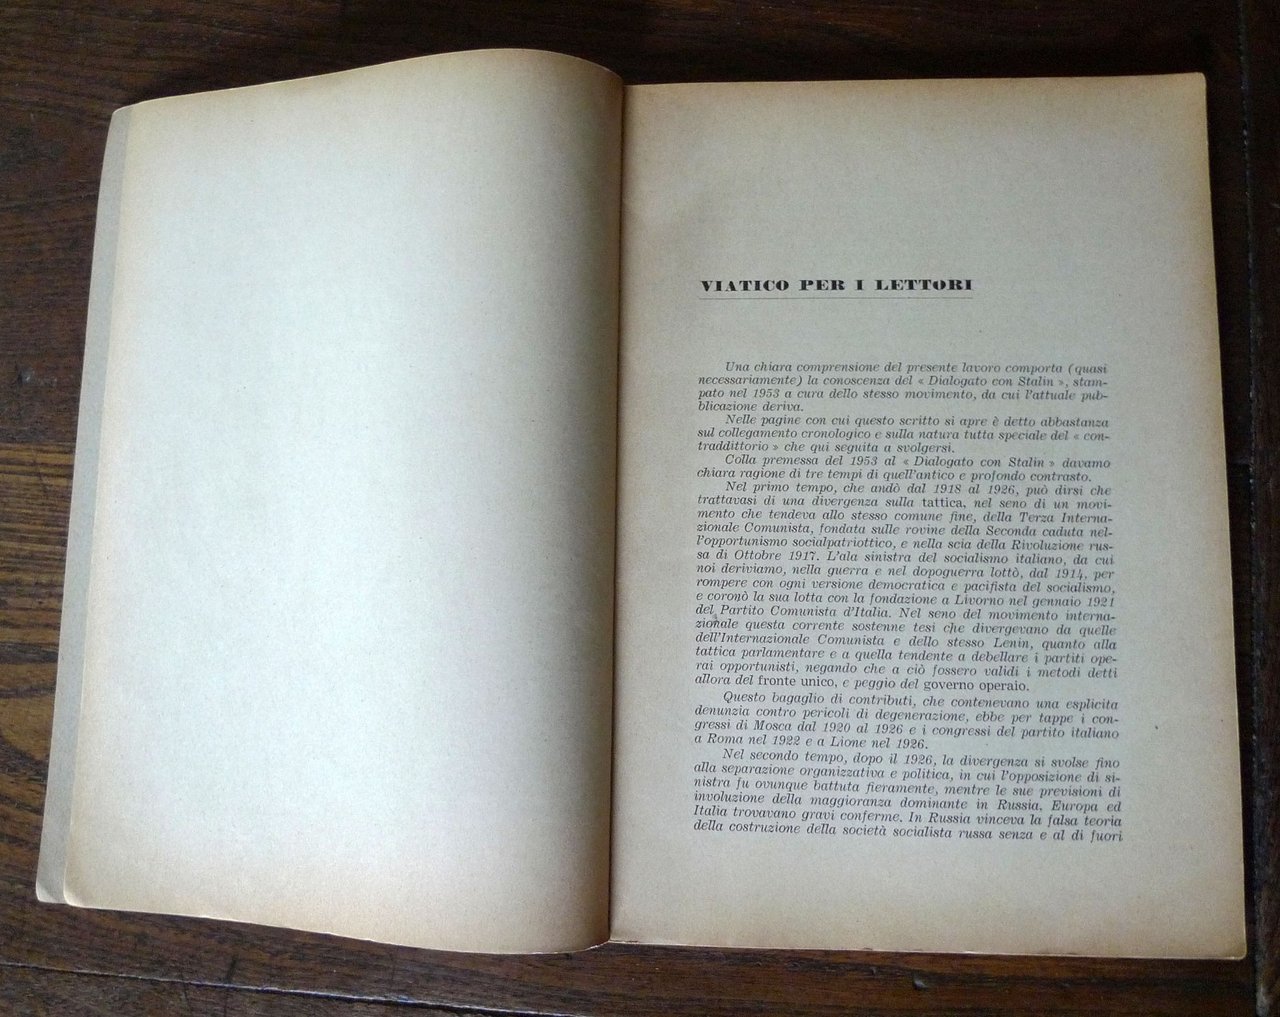 VIATICO PER I LETTORI
Una chiara comprensione del presente lavoro comporta (quasi
necessariamente) la conoscenza del « Dialogato con Stalin », stam-
pato nel 1953 a cura dello stesso movimento, da cui l'attuale pub-
blicazione deriva.
Nelle pagine con cui questo scritto si apre è detto abbastanza
sul collegamento cronologico e sulla natura tutta speciale del « con-
traddittorio » che qui seguita a svolgersi.
Colla premessa del 1953 al « Dialogato con Stalin » davamo
chiara ragione di tre tempi di quell'antico e profondo contrasto.
Nel primo tempo, che andò dal 1918 al 1926, può dirsi che
trattavasi di una divergenza sulla tattica, nel seno di un movi-
mento che tendeva allo stesso comune fine, della Terza Interna-
zionale Comunista, fondata sulle rovine della Seconda caduta nel-
l'opportunismo socialpatriottico, e nella scia della Rivoluzione rus-
sa di Ottobre 1917. L'ala sinistra del socialismo italiano, da cui
noi deriviamo, nella guerra e nel dopoguerra lottò, dal 1914, per
rompere con ogni versione democratica e pacifista del socialismo,
e coronò la sua lotta con la fondazione a Livorno nel gennaio 1921
del Partito Comunista d'Italia. Nel seno del movimento interna-
zionale questa corrente sostenne tesi che divergevano da quelle
dell'Internazionale Comunista e dello stesso Lenin, quanto alla
tattica parlamentare e a quella tendente a debellare i partiti ope-
rai opportunisti, negando che a ciò fossero validi i metodi detti
allora del fronte unico, e peggio del governo operaio.
Questo bagaglio di contributi, che contenevano una esplicita
denunzia contro pericoli di degenerazione, ebbe per tappe i con-
gressi di Mosca dal 1920 al 1926 e i congressi del partito italiano
a Roma nel 1922 e a Lione nel 1926.
Nel secondo tempo, dopo il 1926, la divergenza si svolse fino
alla separazione organizzativa e politica, in cui l'opposizione di si-
nistra fu ovunque battuta fieramente, mentre le sue previsioni di
involuzione della maggioranza dominante in Russia, Europa ed
Italia trovavano gravi conferme. In Russia vinceva la falsa teoria
della costruzione della società socialista russa senza e al di fuori